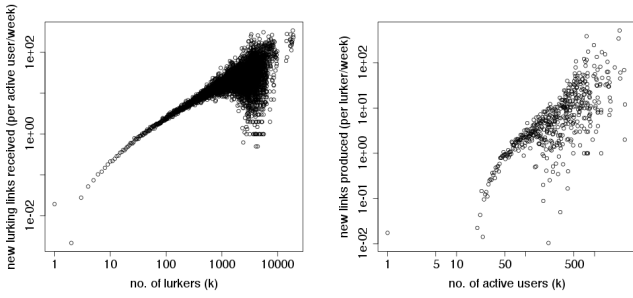 new lurking links received (per active user/week)
1e+02
1e+00
1e-02
1 10 100 1000 10000
no. of lurkers (k)
new links produced (per lurker/week)
1e+02
1e+01
1e+00
1e-01
1e-02
1 5 10 50 500
no. of active users (k)